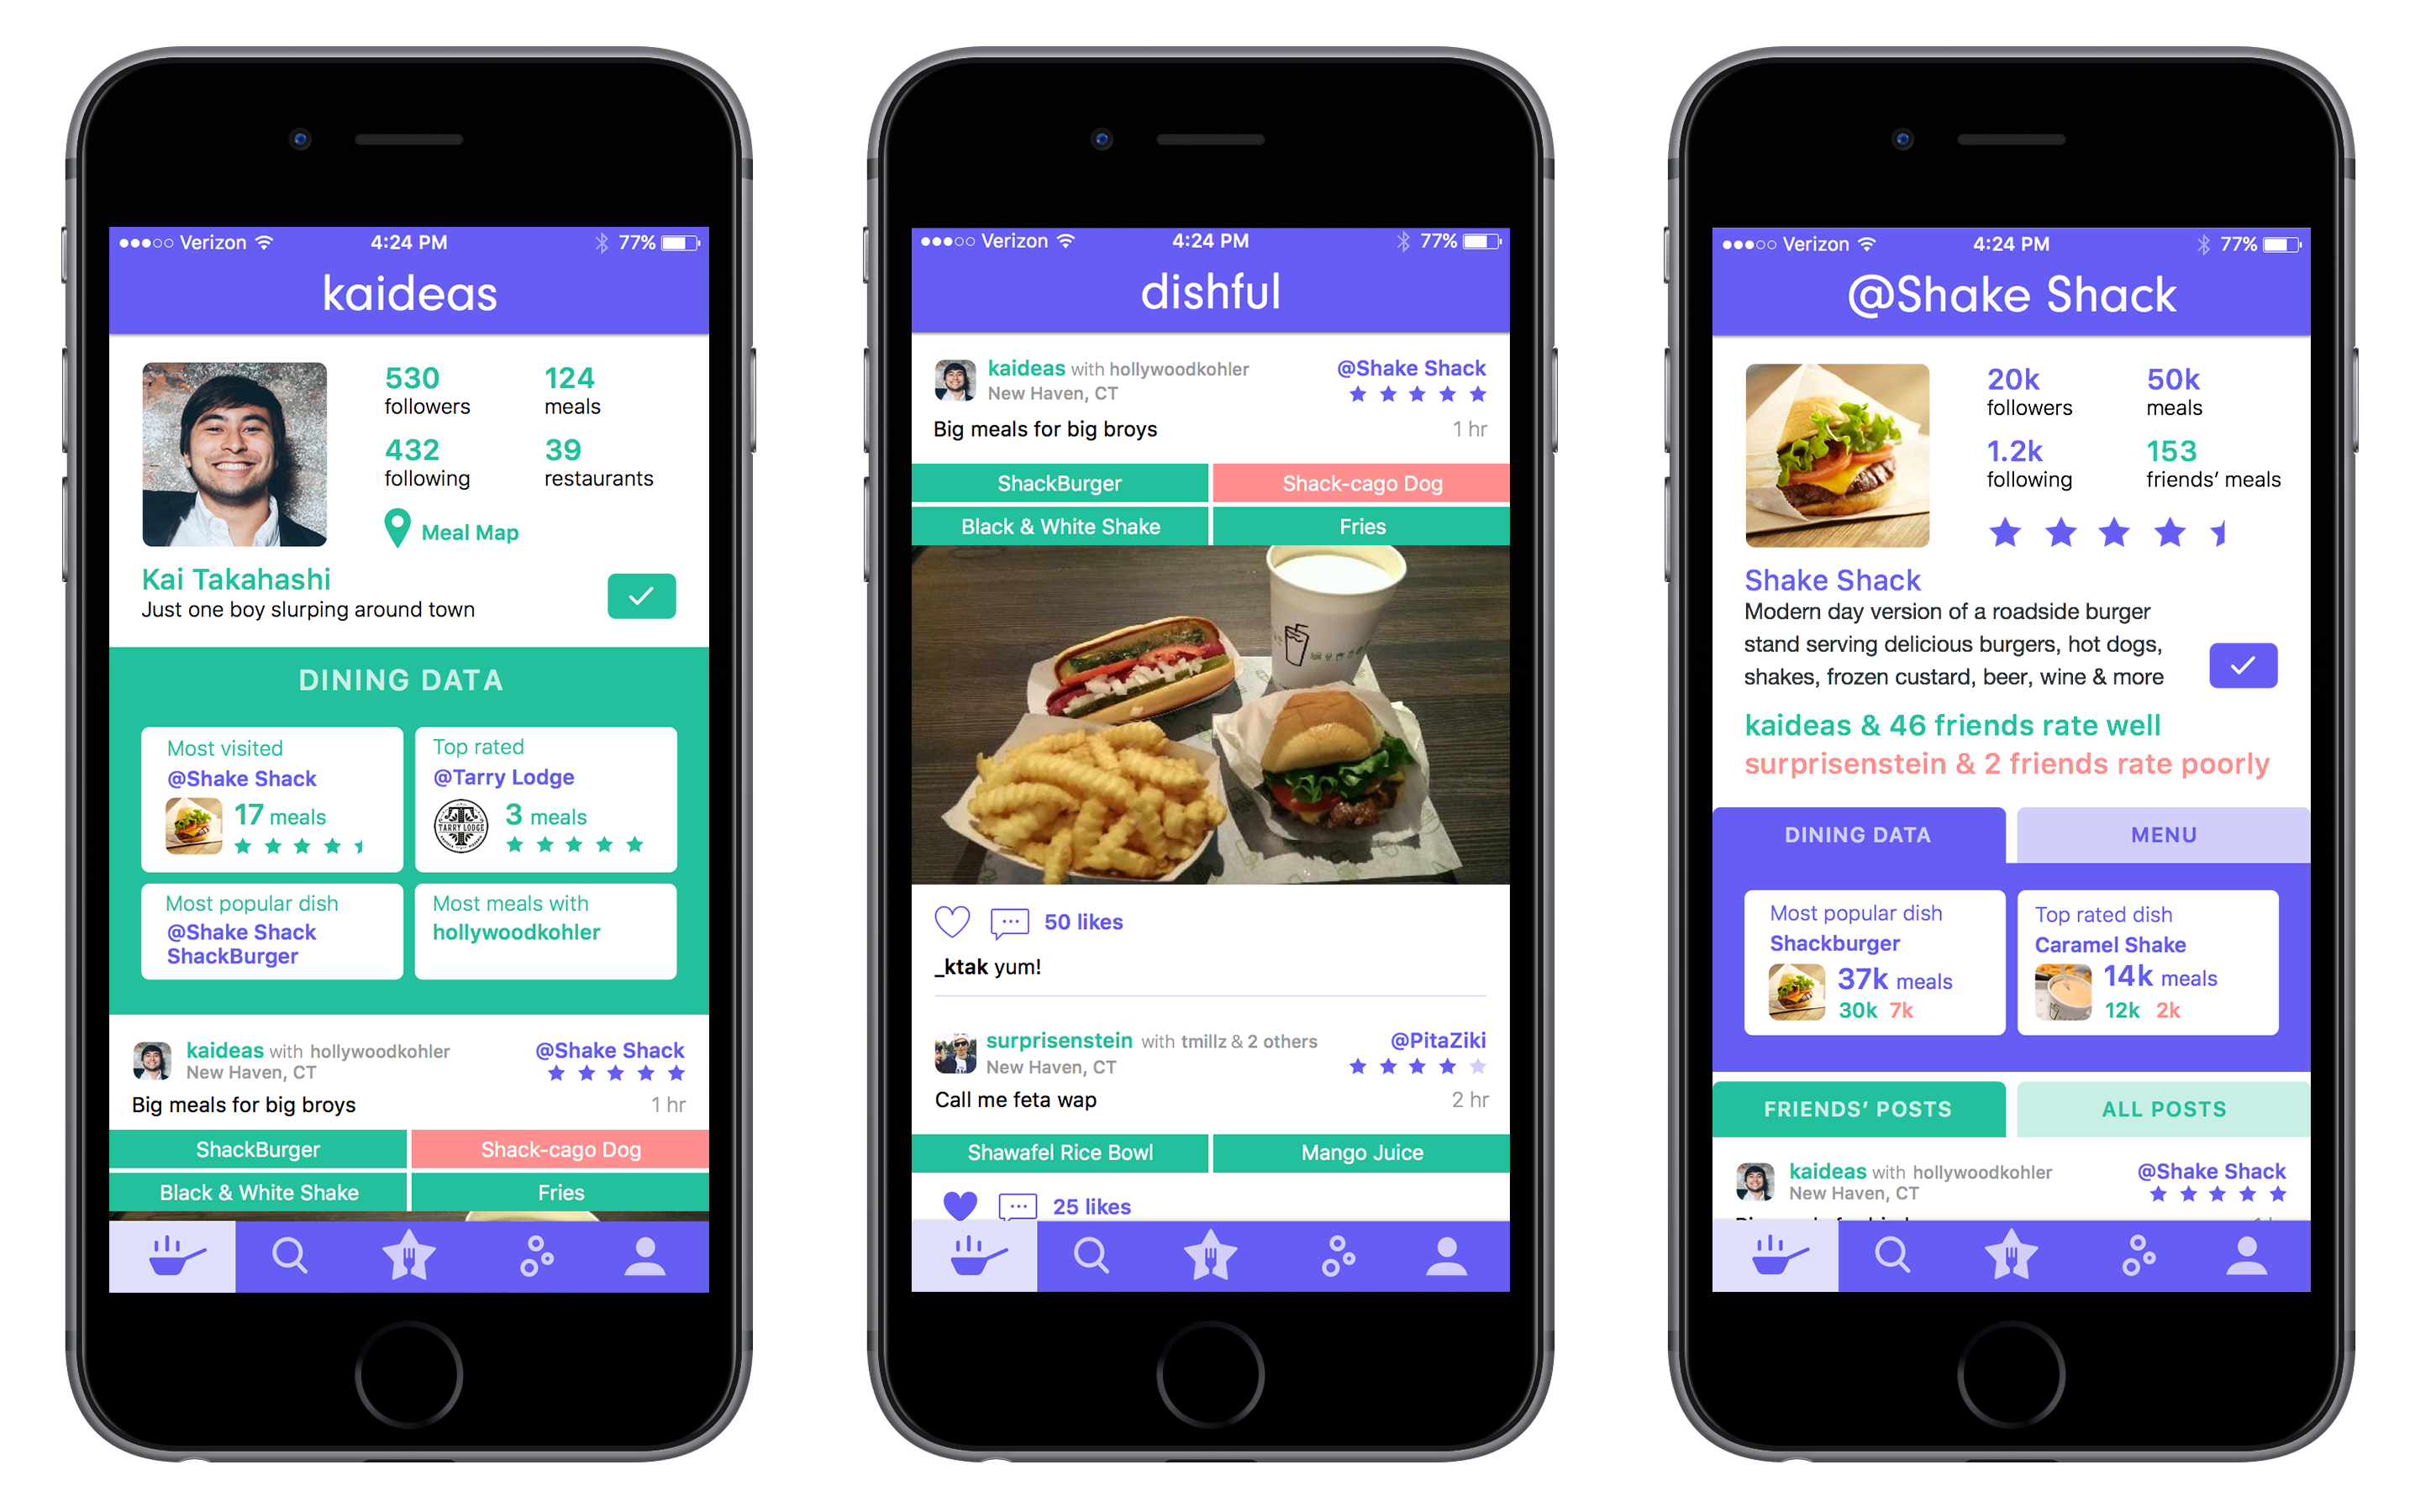 Verizon 4:24 PM 77%
kaideas
530 124
followers meals
432 39
following restaurants
Meal Map
Kai Takahashi
Just one boy slurping around town
DINING DATA
Most visited
@Shake Shack
17 meals
Top rated
@Tarry Lodge
TARRY LODGE
3 meals
Most popular dish
@Shake Shack
ShackBurger
Most meals with
hollywoodkohler
kaideas with hollywoodkohler @Shake Shack
New Haven, CT
Big meals for big broys 1 hr
ShackBurger Shack-cago Dog
Black & White Shake Fries
Verizon 4:24 PM 77%
dishful
kaideas with hollywoodkohler @Shake Shack
New Haven, CT
Big meals for big broys 1 hr
ShackBurger Shack-cago Dog
Black & White Shake Fries
50 likes
_ktak yum!
surprisenstein with tmillz & 2 others @PitaZiki
New Haven, CT
Call me feta wap 2 hr
Shawafel Rice Bowl Mango Juice
25 likes
Verizon 4:24 PM 77%
@Shake Shack
20k 50k
followers meals
1.2k 153
following friends’ meals
Shake Shack
Modern day version of a roadside burger
stand serving delicious burgers, hot dogs,
shakes, frozen custard, beer, wine & more
kaideas & 46 friends rate well
surprisenstein & 2 friends rate poorly
DINING DATA MENU
Most popular dish
Shackburger
37k meals
30k 7k
Top rated dish
Caramel Shake
14k meals
12k 2k
FRIENDS’ POSTS ALL POSTS
kaideas with hollywoodkohler @Shake Shack
New Haven, CT